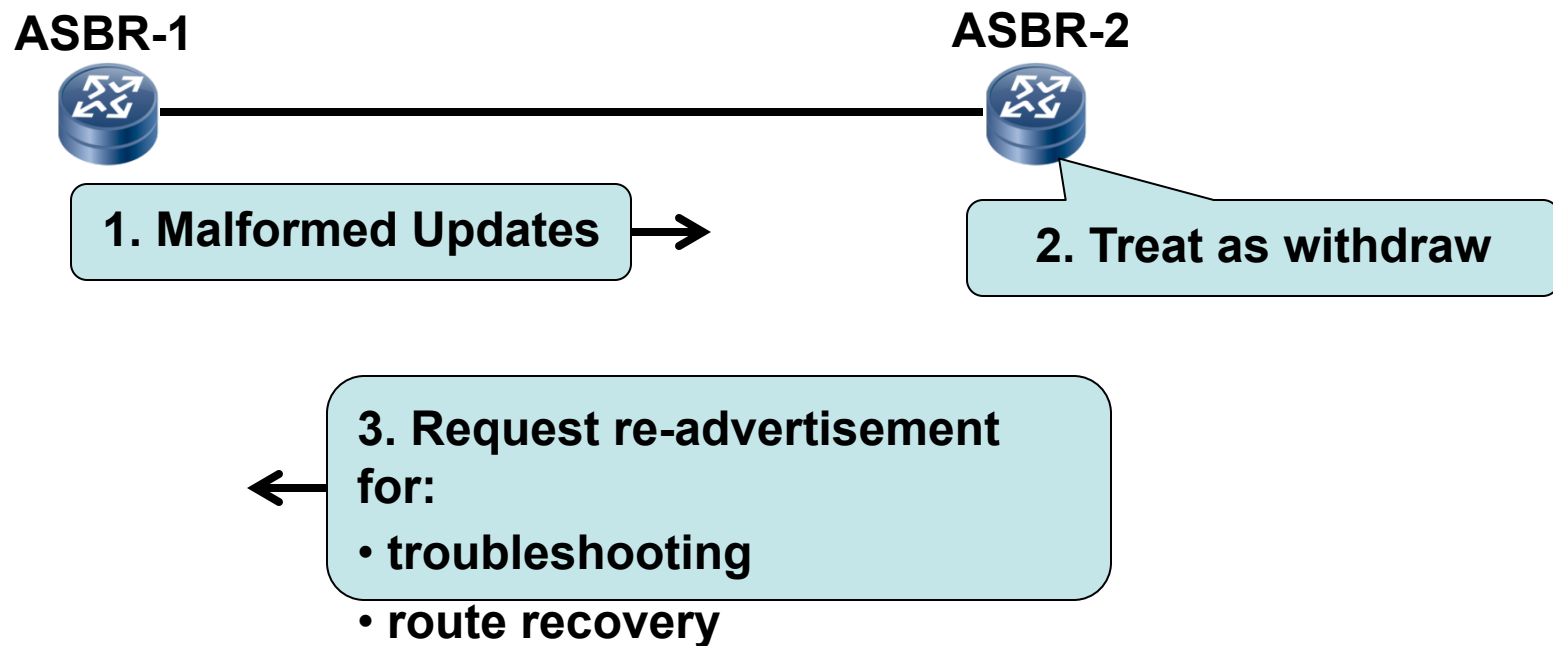 ASBR-1
ASBR-2
1. Malformed Updates
2. Treat as withdraw
3. Request re-advertisement
for:
• troubleshooting
• route recovery